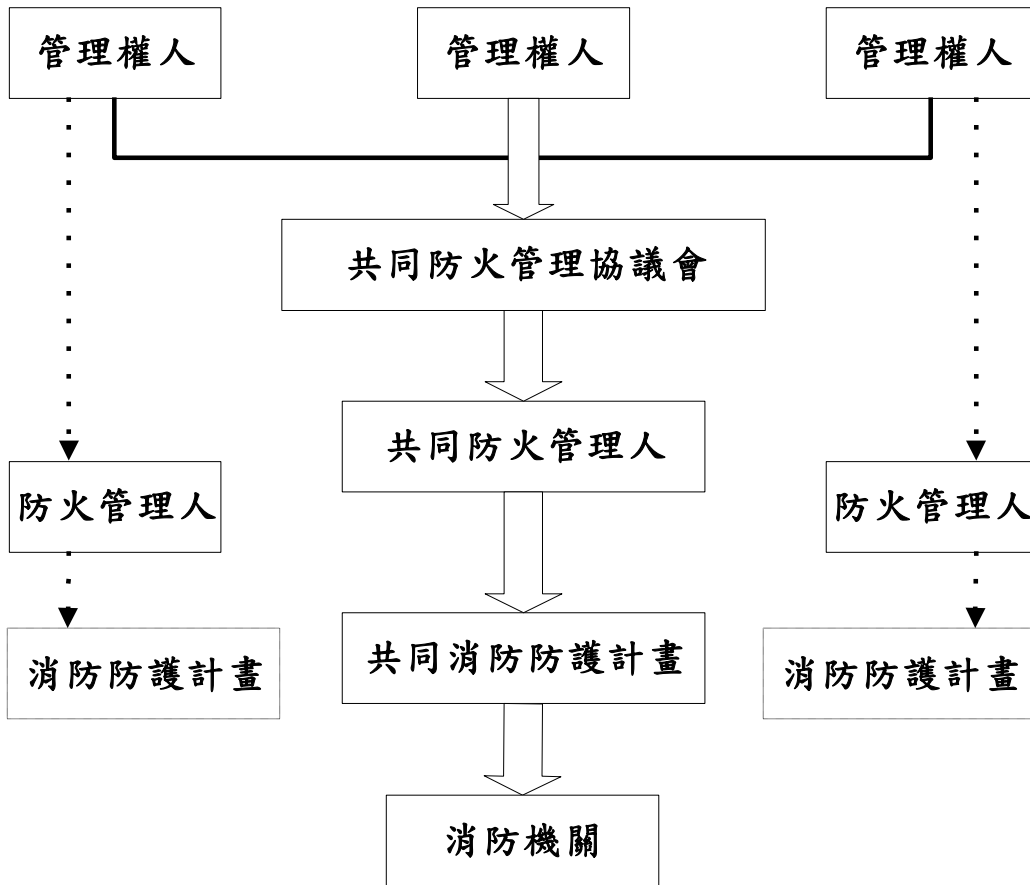 管理權人
管理權人
管理權人
共同防火管理協議會
共同防火管理人
防火管理人
防火管理人
消防防護計畫
共同消防防護計畫
消防防護計畫
消防機關